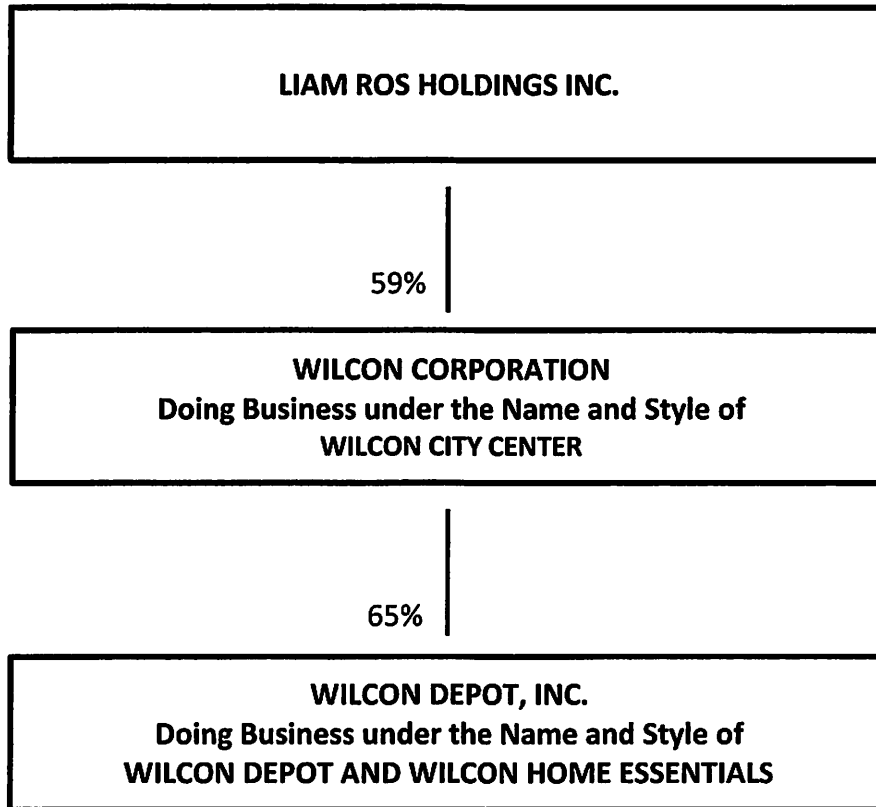 LIAM ROS HOLDINGS INC.
59%
WILCON CORPORATION
Doing Business under the Name and Style of
WILCON CITY CENTER
65%
WILCON DEPOT, INC.
Doing Business under the Name and Style of
WILCON DEPOT AND WILCON HOME ESSENTIALS